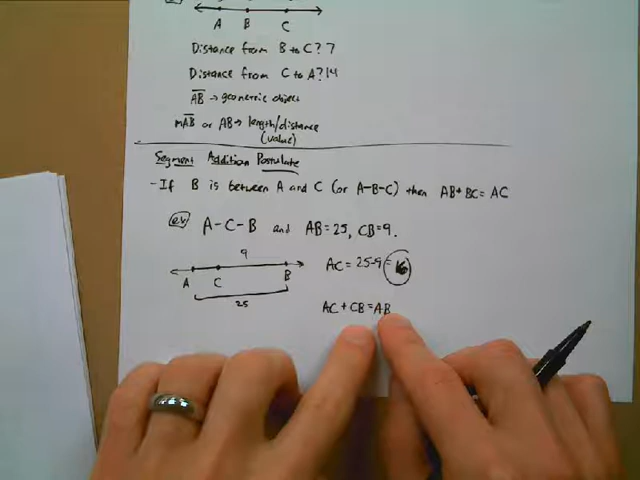 A B C
Distance from B to C? 7
Distance from C to A? 14
AB → geometric object
mAB or AB → length/distance
(value)
Segment Addition Postulate
- If B is between A and C (or A-B-C) then AB+BC = AC
ex A-C-B and AB=25, CB=9.
9
AC = 25-9 = 16
A C B
25
AC + CB = AB